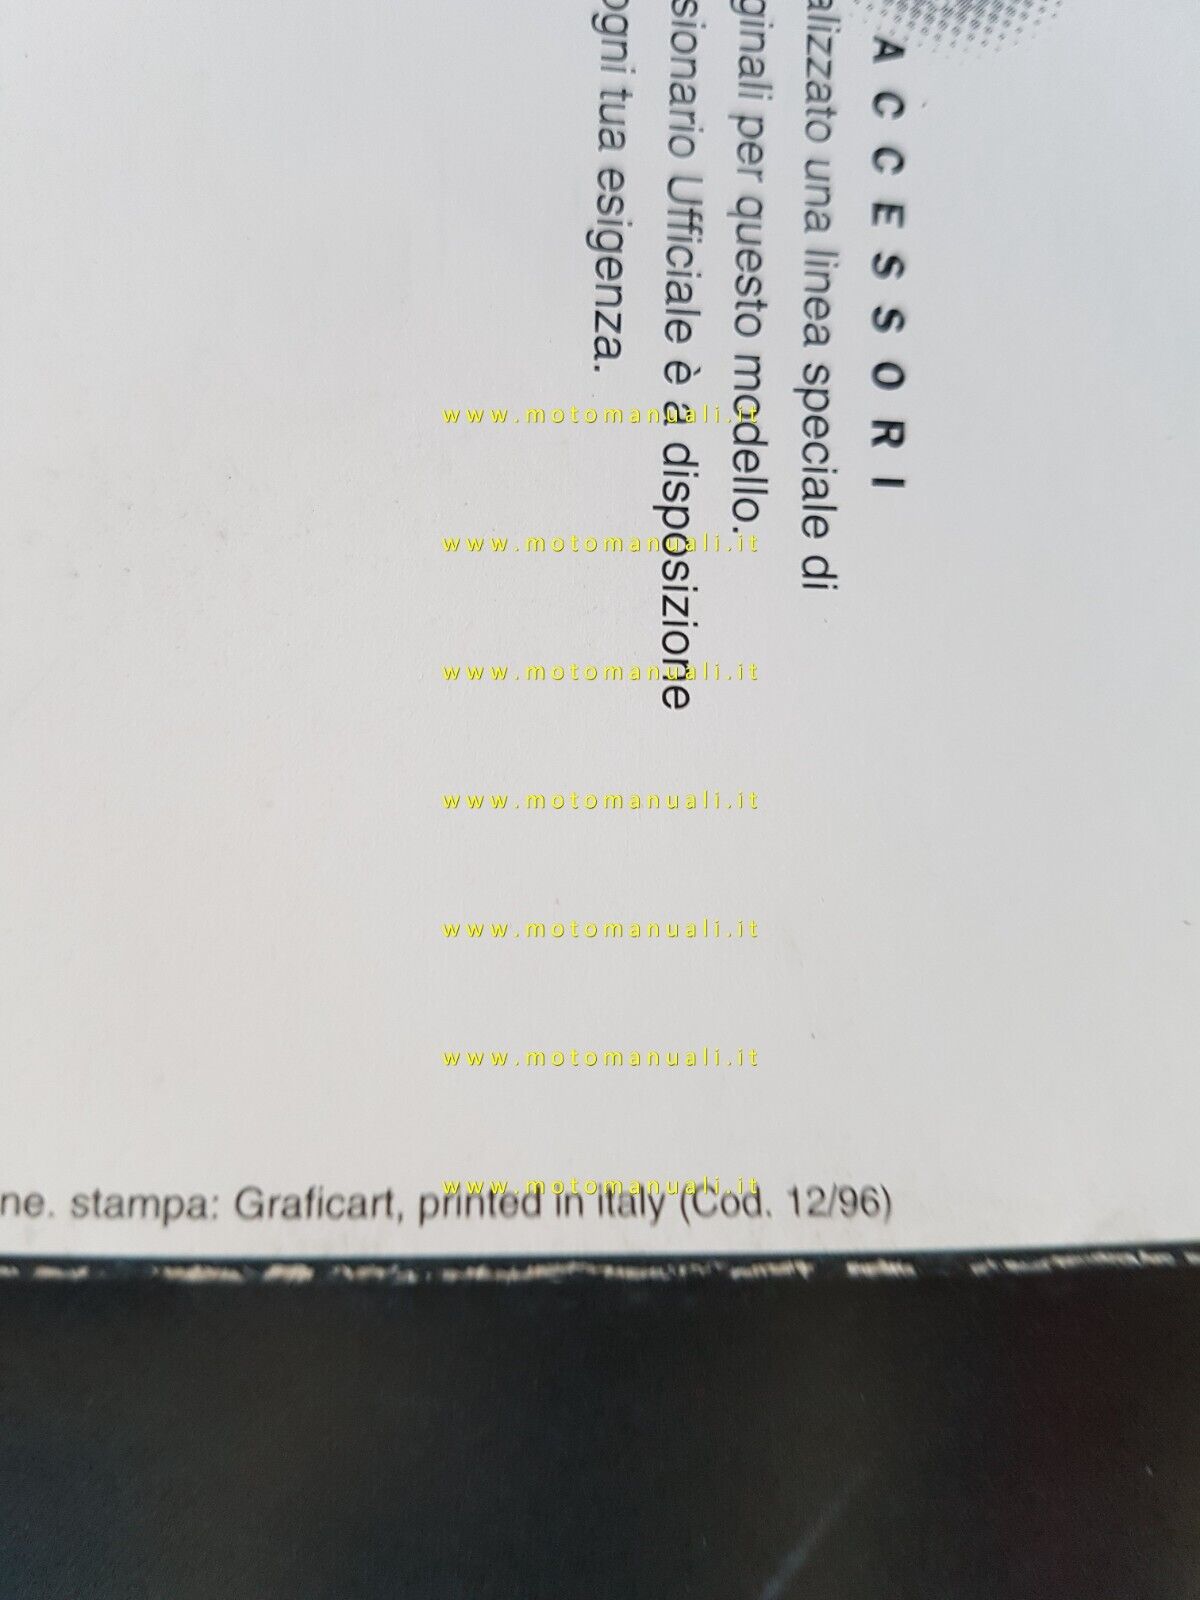 ACCESSORI
alizzato una linea speciale di
ginali per questo modello.
sionario Ufficiale è a disposizione
ogni tua esigenza.
www.motomanuali.it
www.motomanuali.it
www.motomanuali.it
www.motomanuali.it
www.motomanuali.it
www.motomanuali.it
www.motomanuali.it
ne. stampa: Graficart, printed in Italy (Cod. 12/96)